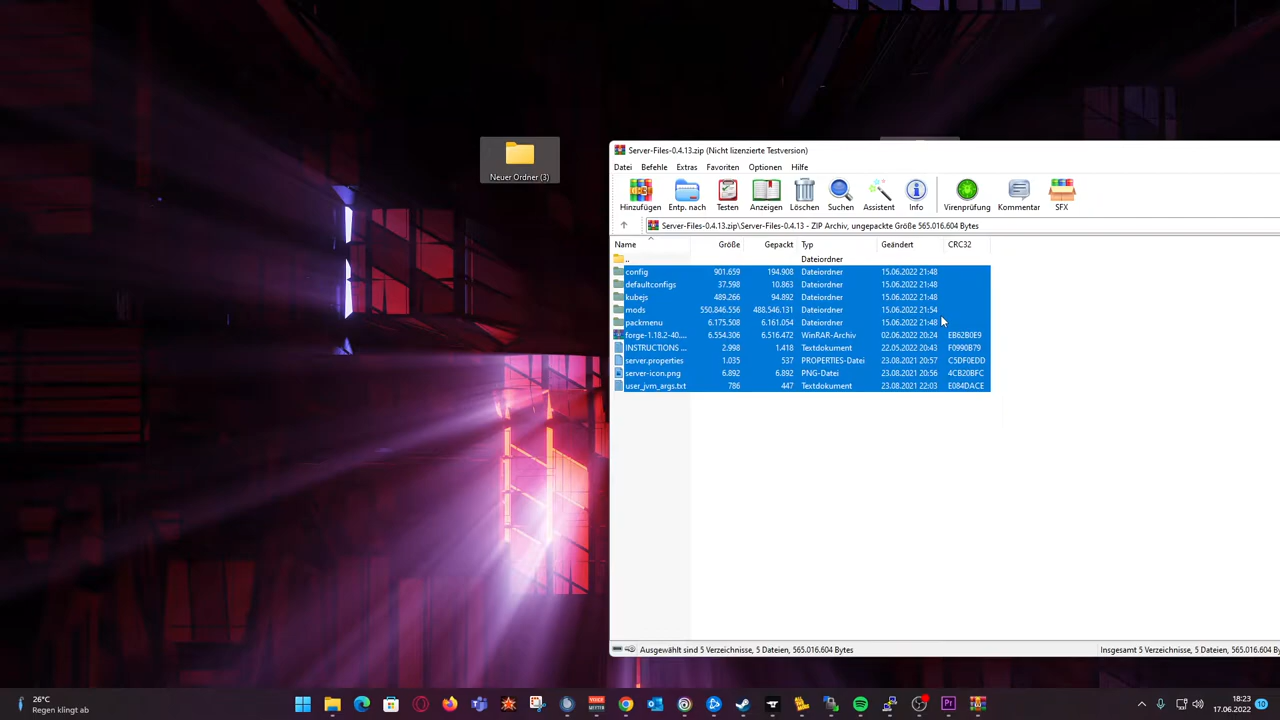 Neuer Ordner (3)
Server-Files-0.4.13.zip (Nicht lizenzierte Testversion)
Datei Befehle Extras Favoriten Optionen Hilfe
Hinzufügen Entp. nach Testen Anzeigen Löschen Suchen Assistent Info Virenprüfung Kommentar SFX
Server-Files-0.4.13.zip\Server-Files-0.4.13 - ZIP Archiv, ungepackte Größe 565.016.604 Bytes
Name Größe Gepackt Typ Geändert CRC32
.. Dateiordner
config 901.659 194.908 Dateiordner 15.06.2022 21:48
defaultconfigs 37.598 10.863 Dateiordner 15.06.2022 21:48
kubejs 489.266 94.892 Dateiordner 15.06.2022 21:48
mods 550.846.556 488.546.131 Dateiordner 15.06.2022 21:54
packmenu 6.175.508 6.161.054 Dateiordner 15.06.2022 21:48
forge-1.18.2-40.... 6.554.306 6.516.472 WinRAR-Archiv 02.06.2022 20:24 EB62B0E9
INSTRUCTIONS ... 2.998 1.418 Textdokument 22.05.2022 20:43 F0990B79
server.properties 1.035 537 PROPERTIES-Datei 23.08.2021 20:57 C5DF0EDD
server-icon.png 6.892 6.892 PNG-Datei 23.08.2021 20:56 4CB20BFC
user_jvm_args.txt 786 447 Textdokument 23.08.2021 22:03 E084DACE
Ausgewählt sind 5 Verzeichnisse, 5 Dateien, 565.016.604 Bytes
Insgesamt 5 Verzeichnisse, 5 Dateien, 565.016.604 Bytes
26°C
Regen klingt ab
VOICE
MEETER
Pr
18:23
17.06.2022